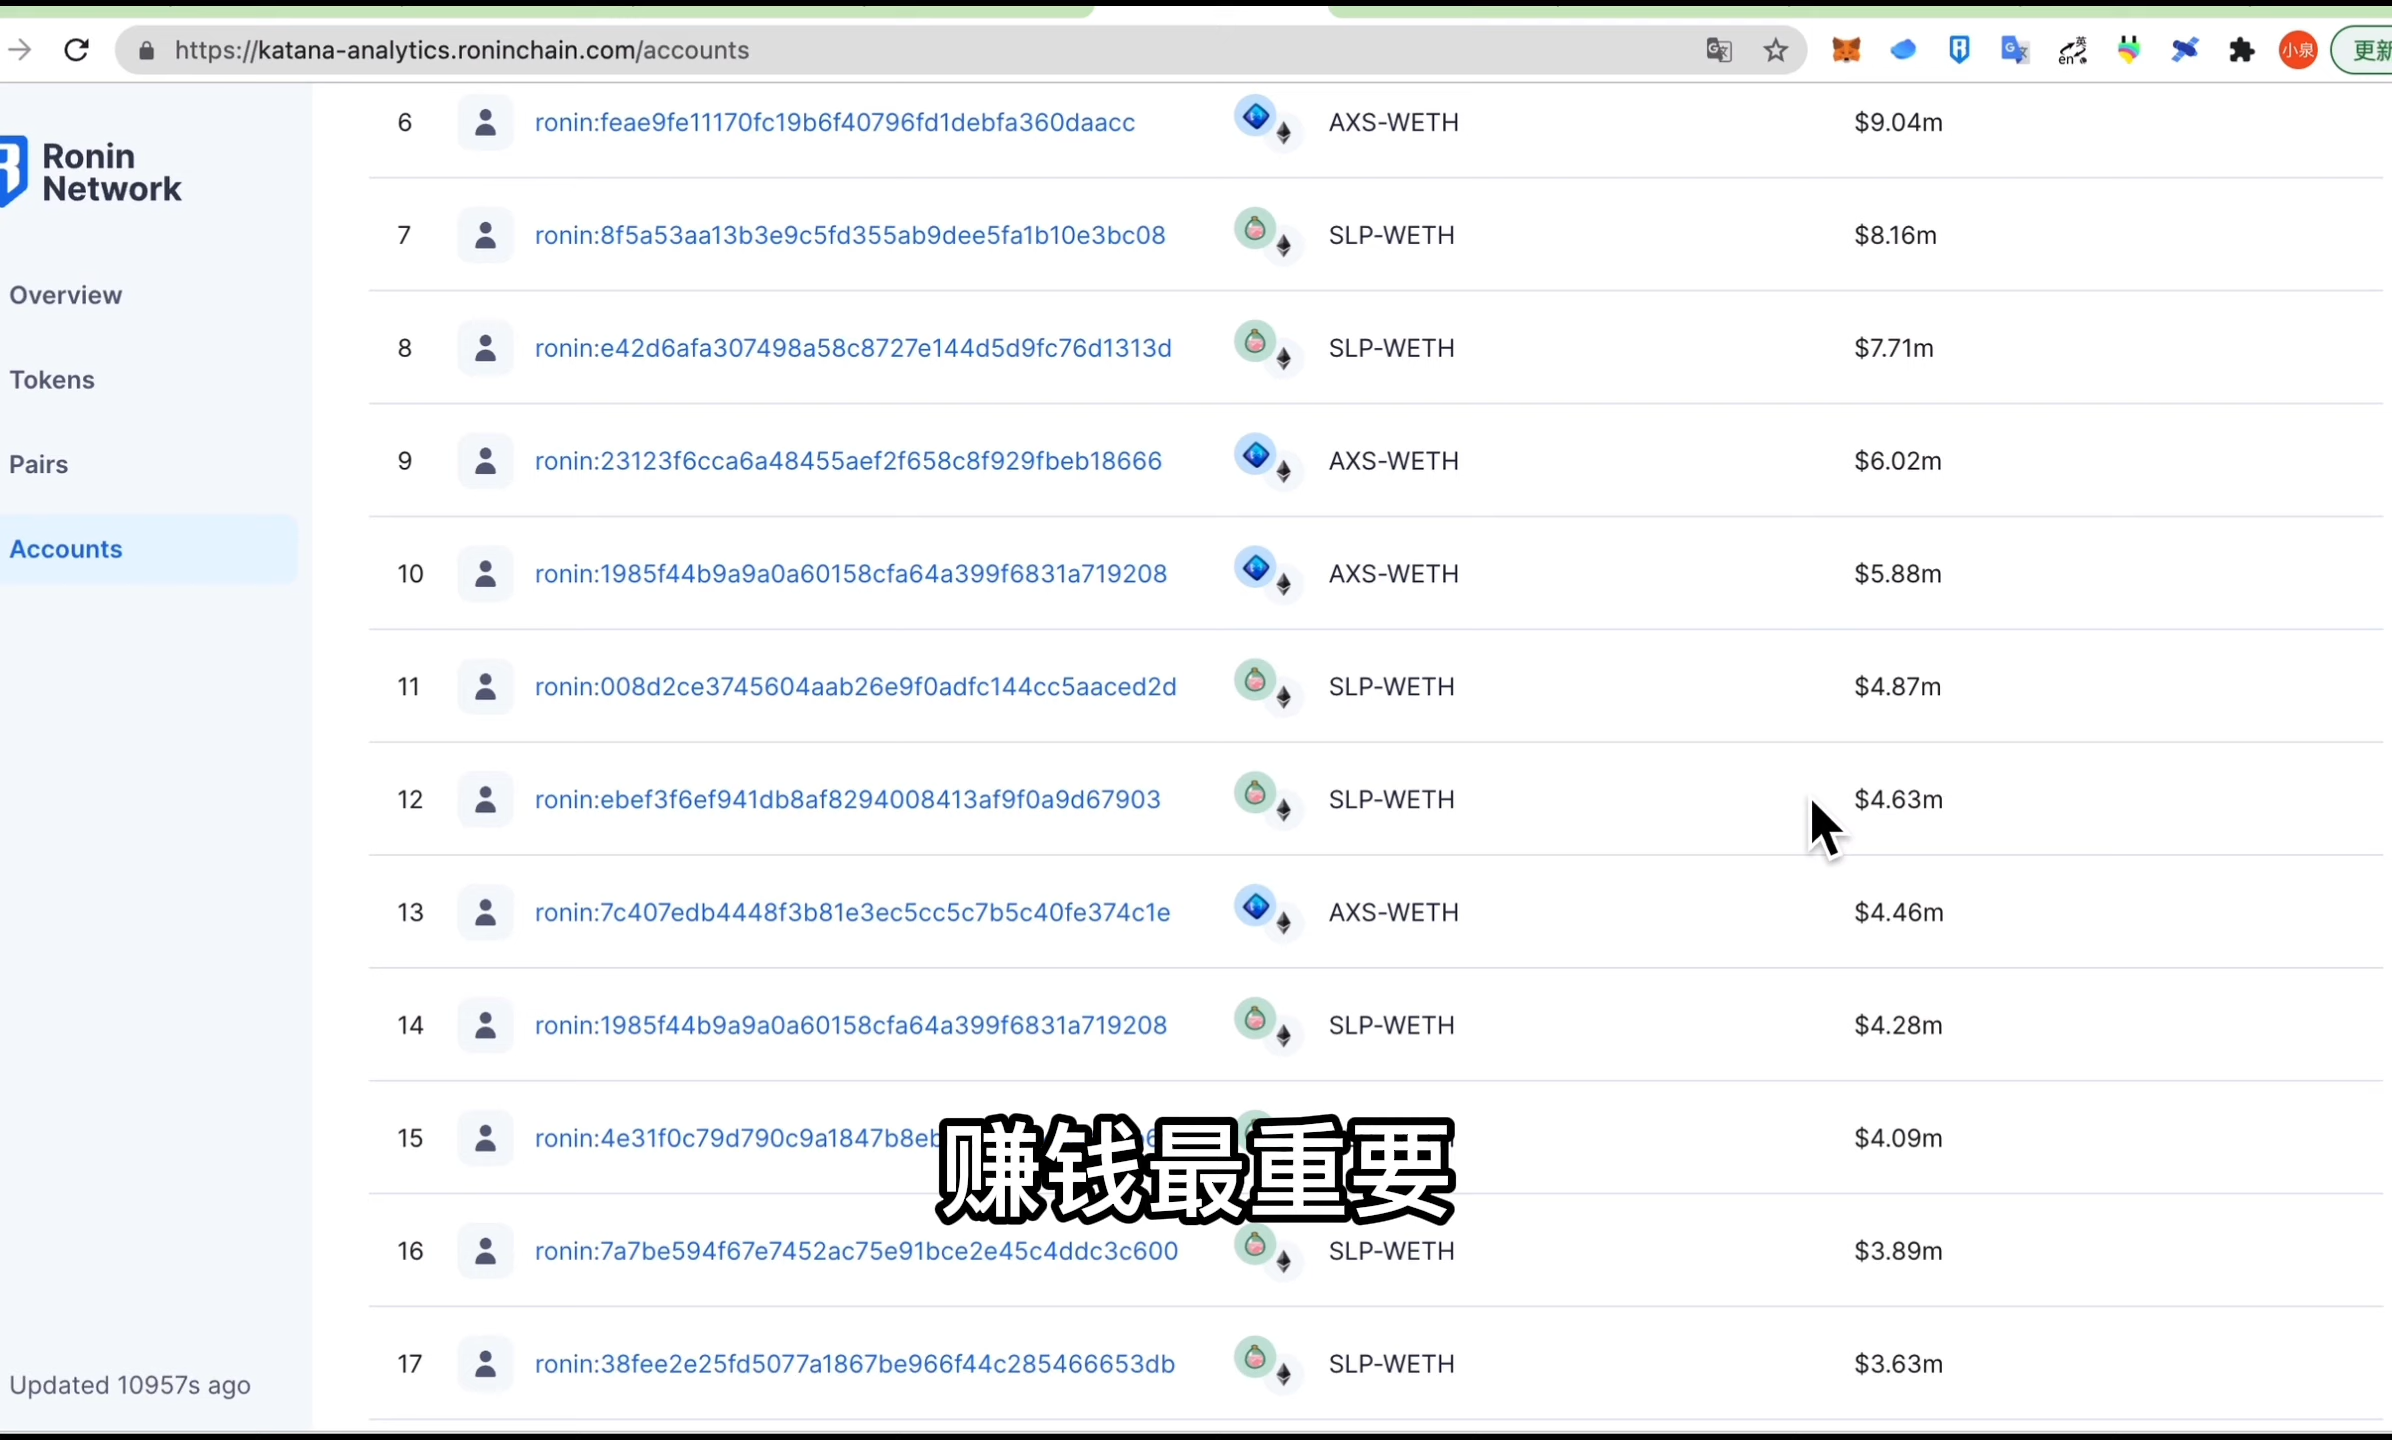 https://katana-analytics.roninchain.com/accounts
小泉
更新
Ronin
Network
Overview
Tokens
Pairs
Accounts
Updated 10957s ago
6 ronin:feae9fe11170fc19b6f40796fd1debfa360daacc AXS-WETH $9.04m
7 ronin:8f5a53aa13b3e9c5fd355ab9dee5fa1b10e3bc08 SLP-WETH $8.16m
8 ronin:e42d6afa307498a58c8727e144d5d9fc76d1313d SLP-WETH $7.71m
9 ronin:23123f6cca6a48455aef2f658c8f929fbeb18666 AXS-WETH $6.02m
10 ronin:1985f44b9a9a0a60158cfa64a399f6831a719208 AXS-WETH $5.88m
11 ronin:008d2ce3745604aab26e9f0adfc144cc5aaced2d SLP-WETH $4.87m
12 ronin:ebef3f6ef941db8af8294008413af9f0a9d67903 SLP-WETH $4.63m
13 ronin:7c407edb4448f3b81e3ec5cc5c7b5c40fe374c1e AXS-WETH $4.46m
14 ronin:1985f44b9a9a0a60158cfa64a399f6831a719208 SLP-WETH $4.28m
15 ronin:4e31f0c79d790c9a1847b8eb $4.09m
赚钱最重要
16 ronin:7a7be594f67e7452ac75e91bce2e45c4ddc3c600 SLP-WETH $3.89m
17 ronin:38fee2e25fd5077a1867be966f44c285466653db SLP-WETH $3.63m